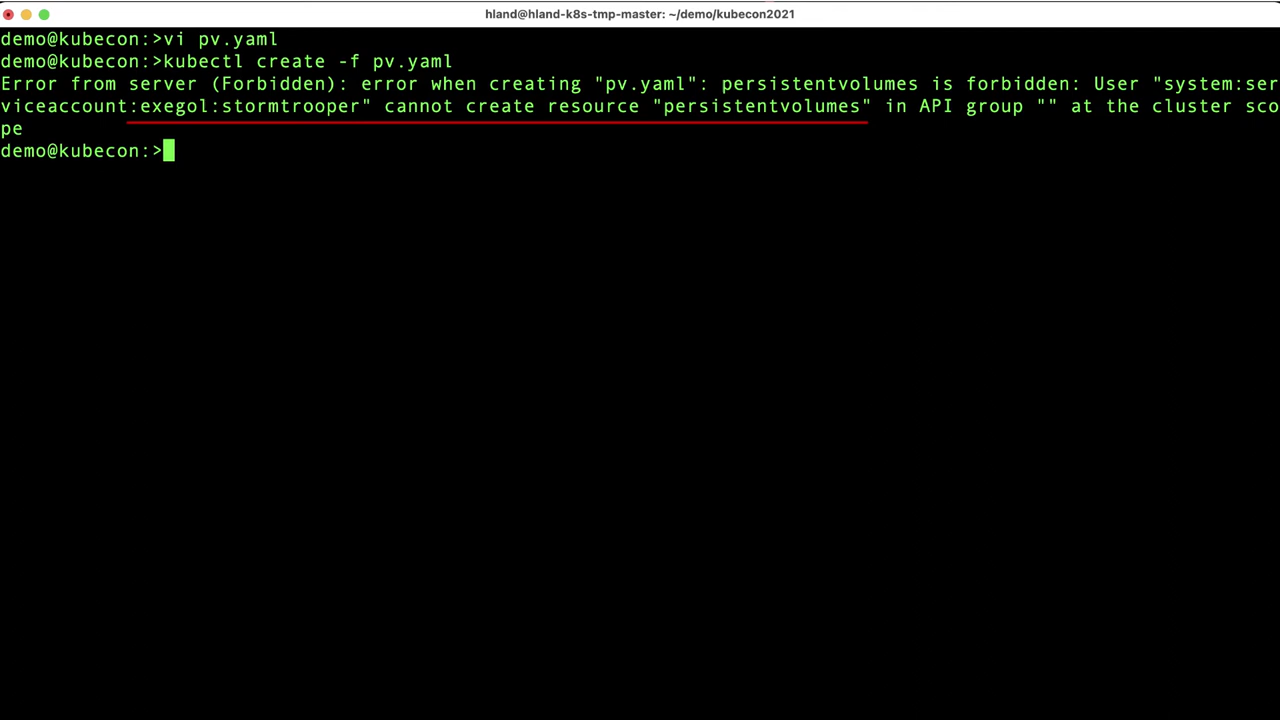 hland@hland-k8s-tmp-master: ~/demo/kubecon2021
demo@kubecon:>vi pv.yaml
demo@kubecon:>kubectl create -f pv.yaml
Error from server (Forbidden): error when creating "pv.yaml": persistentvolumes is forbidden: User "system:ser
viceaccount:exegol:stormtrooper" cannot create resource "persistentvolumes" in API group "" at the cluster sco
pe
demo@kubecon:>